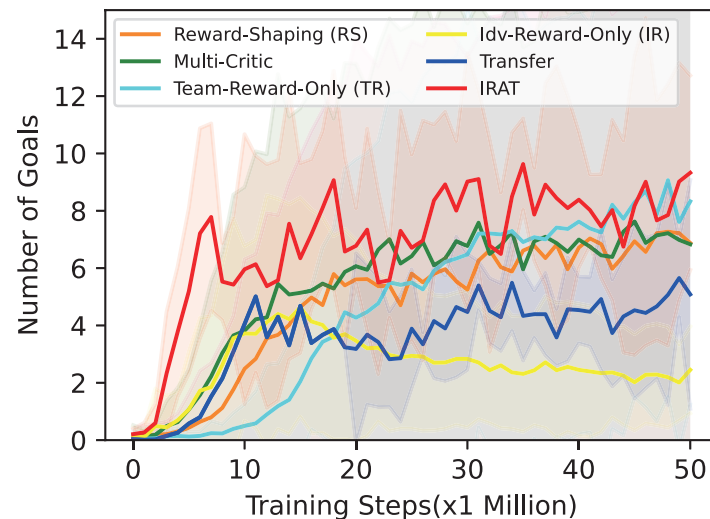 14
12
10
8
6
4
2
0
Number of Goals
Reward-Shaping (RS)
Multi-Critic
Team-Reward-Only (TR)
Idv-Reward-Only (IR)
Transfer
IRAT
0 10 20 30 40 50
Training Steps(x1 Million)